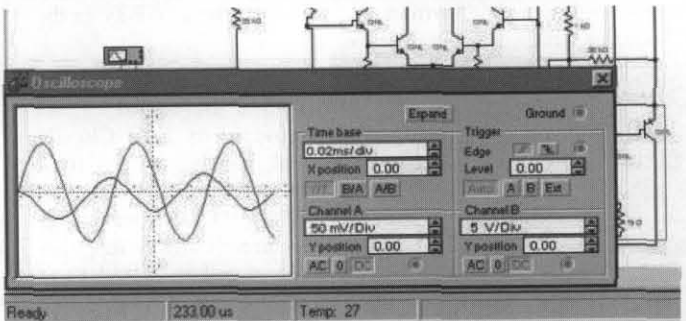 Oscilloscope
Expand
Ground
Time base
0.02ms/div
X position 0.00
Y/T B/A A/B
Trigger
Edge
Level 0.00
Auto A B Ext
Channel A
50 mV/Div
Y position 0.00
AC 0 DC
Channel B
5 V/Div
Y position 0.00
AC 0 DC
Ready
233.00 us
Temp: 27